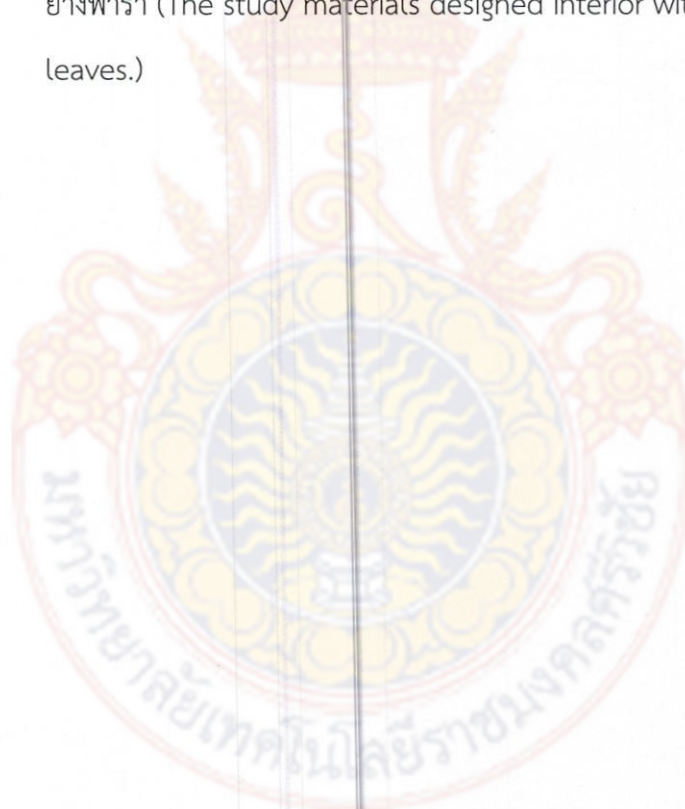 ยางพารา (The study materials designed interior wit
leaves.)
มหาวิทยาลัยเทคโนโลยีราชมงคลศรีวิชัย